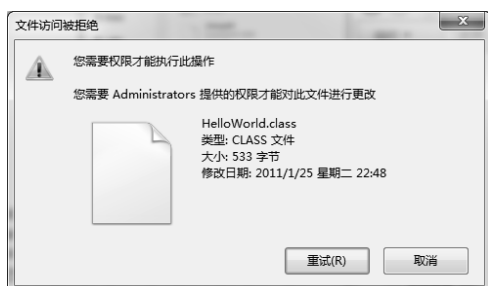 文件访问被拒绝
您需要权限才能执行此操作
您需要 Administrators 提供的权限才能对此文件进行更改
HelloWorld.class
类型: CLASS 文件
大小: 533 字节
修改日期: 2011/1/25 星期二 22:48
重试(R)
取消